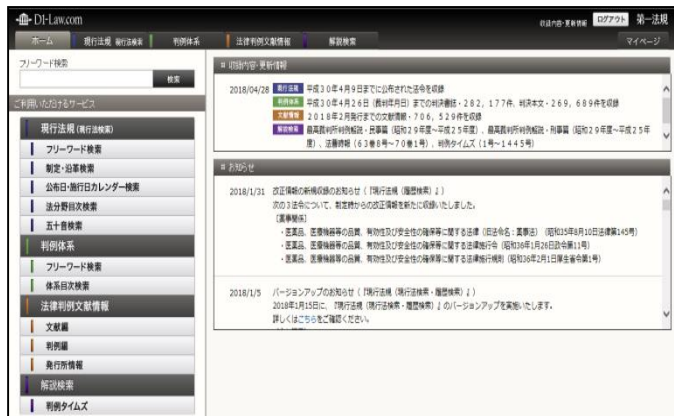 D1-Law.com
収録内容・更新情報 ログアウト 第一法規
ホーム 現行法規 現行法検索 判例体系 法律判例文献情報 解説検索 マイページ
フリーワード検索
検索
ご利用いただけるサービス
現行法規(現行法検索)
フリーワード検索
制定・沿革検索
公布日・施行日カレンダー検索
法分野目次検索
五十音検索
判例体系
フリーワード検索
体系目次検索
法律判例文献情報
文献編
判例編
発行所情報
解説検索
判例タイムズ
収録内容・更新情報
2018/04/28 現行法規 平成30年4月9日までに公布された法令を収録
判例体系 平成30年4月26日(裁判年月日)までの判決書誌・282,177件、判決本文・269,689件を収録
文献情報 2018年2月発行までの文献情報・706,529件を収録
解説検索 最高裁判所判例解説・民事篇(昭和29年度~平成25年度)、最高裁判所判例解説・刑事篇(昭和29年度~平成25年
度)、法曹時報(63巻8号~70巻1号)、判例タイムズ(1号~1445号)
お知らせ
2018/1/31 改正情報の新規収録のお知らせ(『現行法規(履歴検索)』)
次の3法令について、制定時からの改正情報を新たに収録いたしました。
〔薬事関係〕
・医薬品、医療機器等の品質、有効性及び安全性の確保等に関する法律(旧法令名:薬事法)(昭和35年8月10日法律第145号)
・医薬品、医療機器等の品質、有効性及び安全性の確保等に関する法律施行令(昭和36年1月26日政令第11号)
・医薬品、医療機器等の品質、有効性及び安全性の確保等に関する法律施行規則(昭和36年2月1日厚生省令第1号)
2018/1/5 バージョンアップのお知らせ(『現行法規(現行法検索・履歴検索)』)
2018年1月15日に、『現行法規(現行法検索・履歴検索)』のバージョンアップを実施いたします。
詳しくはこちらをご確認ください。